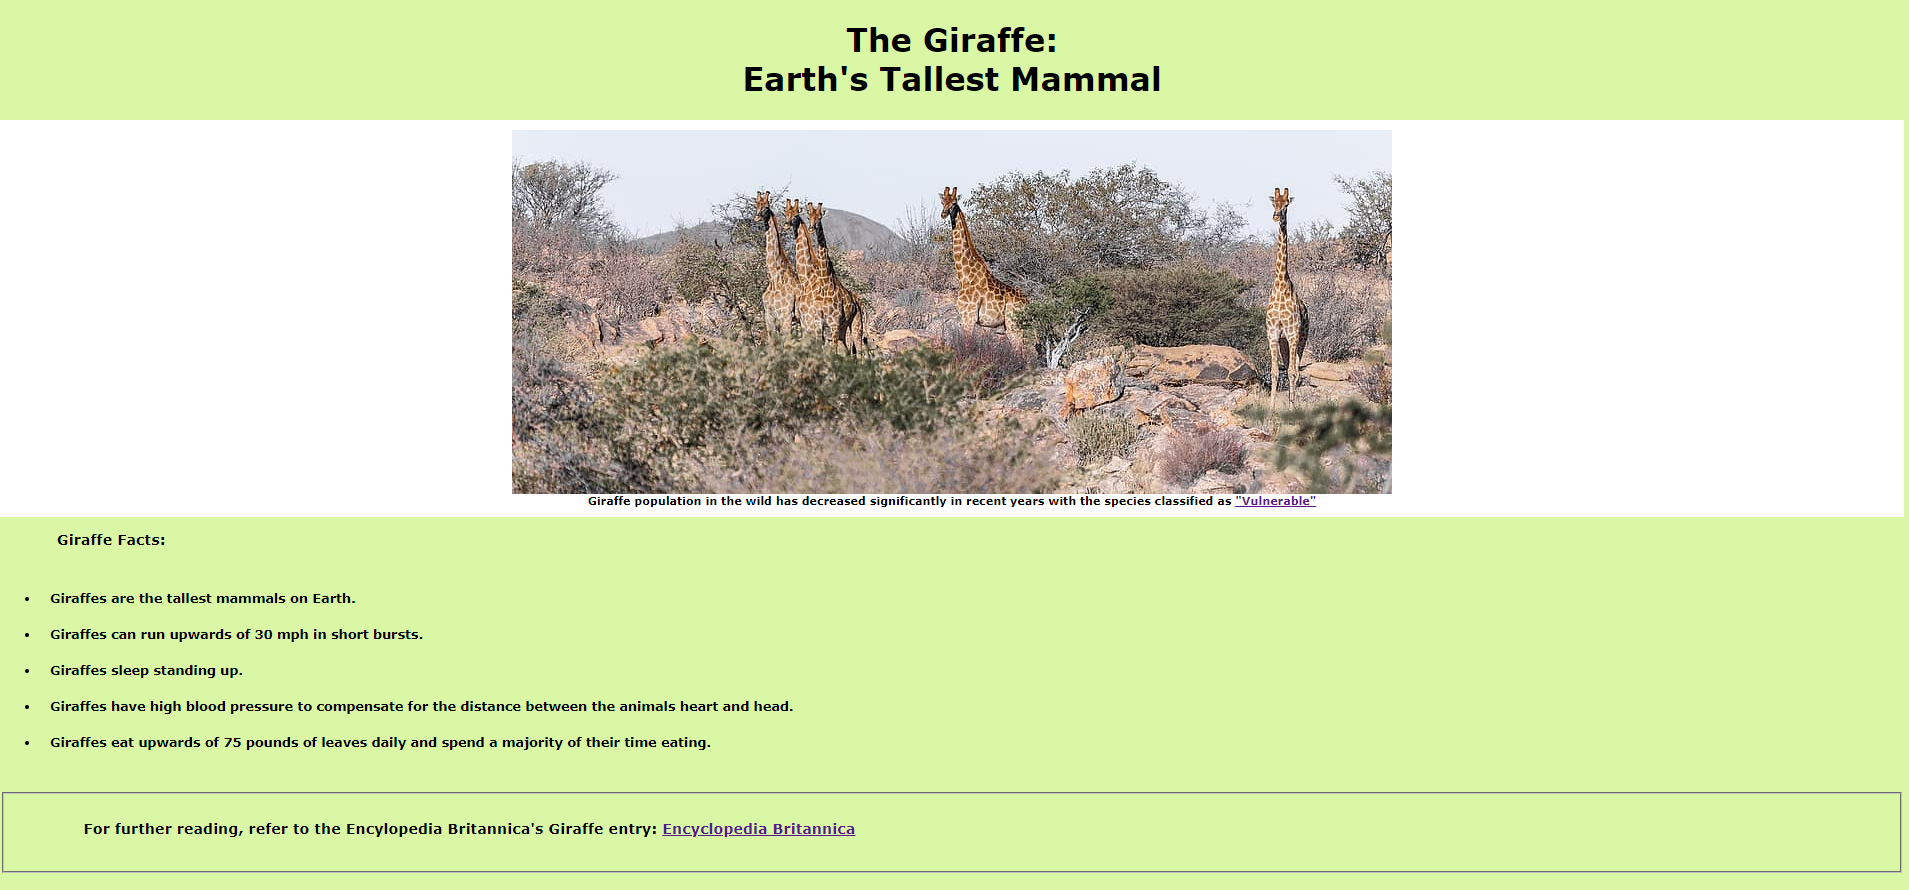 The Giraffe:
Earth's Tallest Mammal
Giraffe population in the wild has decreased significantly in recent years with the species classified as "Vulnerable"
Giraffe Facts:
• Giraffes are the tallest mammals on Earth.
• Giraffes can run upwards of 30 mph in short bursts.
• Giraffes sleep standing up.
• Giraffes have high blood pressure to compensate for the distance between the animals heart and head.
• Giraffes eat upwards of 75 pounds of leaves daily and spend a majority of their time eating.
For further reading, refer to the Encylopedia Britannica's Giraffe entry: Encyclopedia Britannica